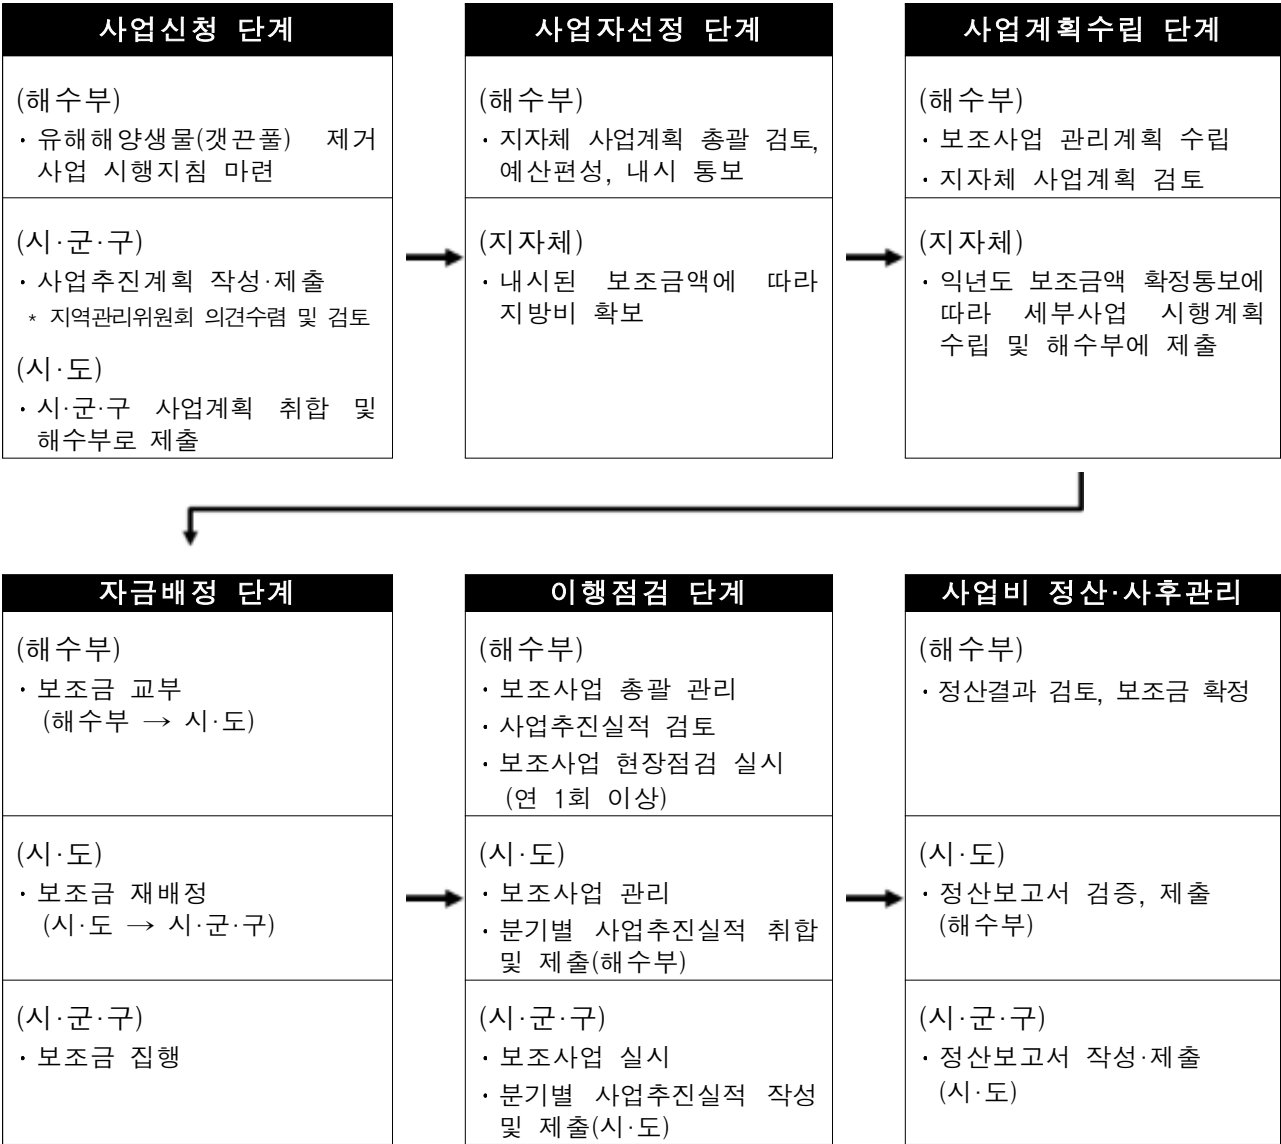 사업신청 단계
(해수부)
· 유해해양생물(갯끈풀) 제거
사업 시행지침 마련
(시·군·구)
· 사업추진계획 작성·제출
* 지역관리위원회 의견수렴 및 검토
(시·도)
· 시·군·구 사업계획 취합 및
해수부로 제출
사업자선정 단계
(해수부)
· 지자체 사업계획 총괄 검토,
예산편성, 내시 통보
(지자체)
· 내시된 보조금액에 따라
지방비 확보
사업계획수립 단계
(해수부)
· 보조사업 관리계획 수립
· 지자체 사업계획 검토
(지자체)
· 익년도 보조금액 확정통보에
따라 세부사업 시행계획
수립 및 해수부에 제출
자금배정 단계
(해수부)
· 보조금 교부
(해수부 → 시·도)
(시·도)
· 보조금 재배정
(시·도 → 시·군·구)
(시·군·구)
· 보조금 집행
이행점검 단계
(해수부)
· 보조사업 총괄 관리
· 사업추진실적 검토
· 보조사업 현장점검 실시
(연 1회 이상)
(시·도)
· 보조사업 관리
· 분기별 사업추진실적 취합
및 제출(해수부)
(시·군·구)
· 보조사업 실시
· 분기별 사업추진실적 작성
및 제출(시·도)
사업비 정산·사후관리
(해수부)
· 정산결과 검토, 보조금 확정
(시·도)
· 정산보고서 검증, 제출
(해수부)
(시·군·구)
· 정산보고서 작성·제출
(시·도)